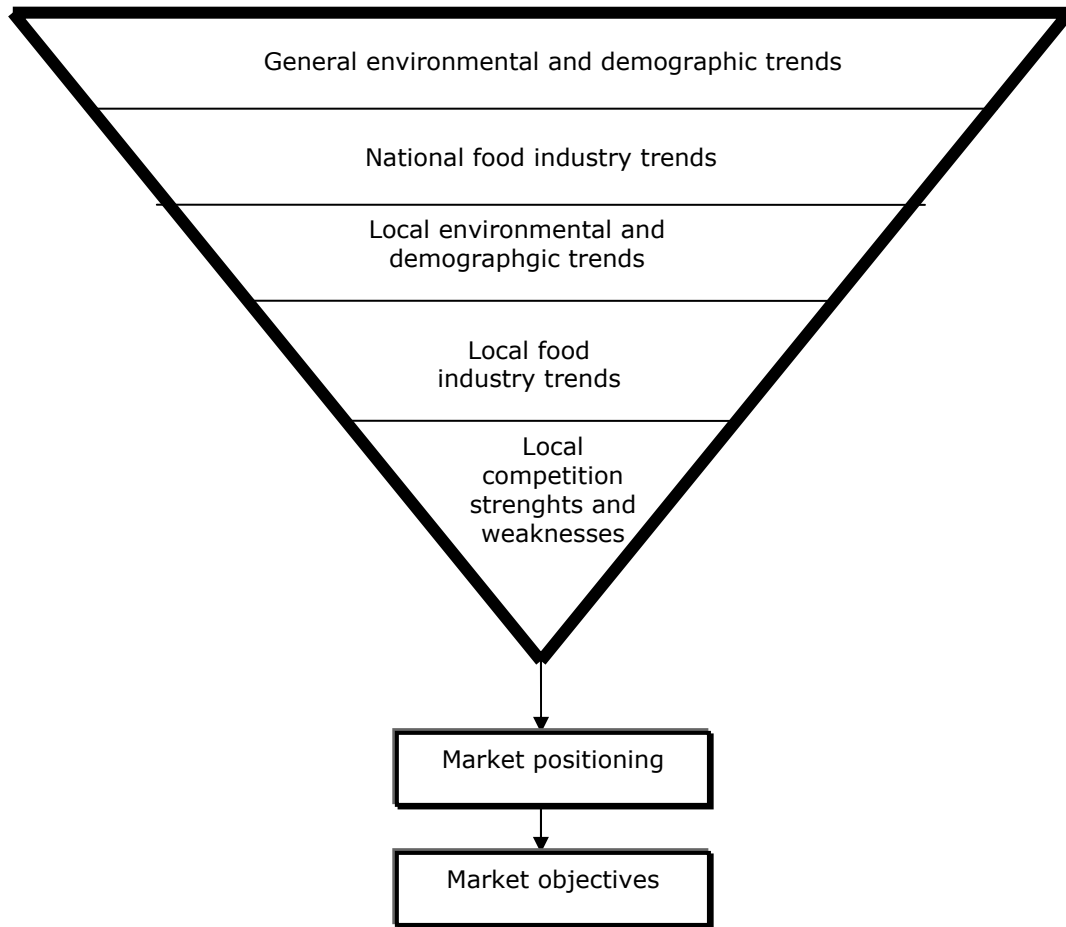 General environmental and demographic trends
National food industry trends
Local environmental and
demographgic trends
Local food
industry trends
Local
competition
strenghts and
weaknesses
Market positioning
Market objectives